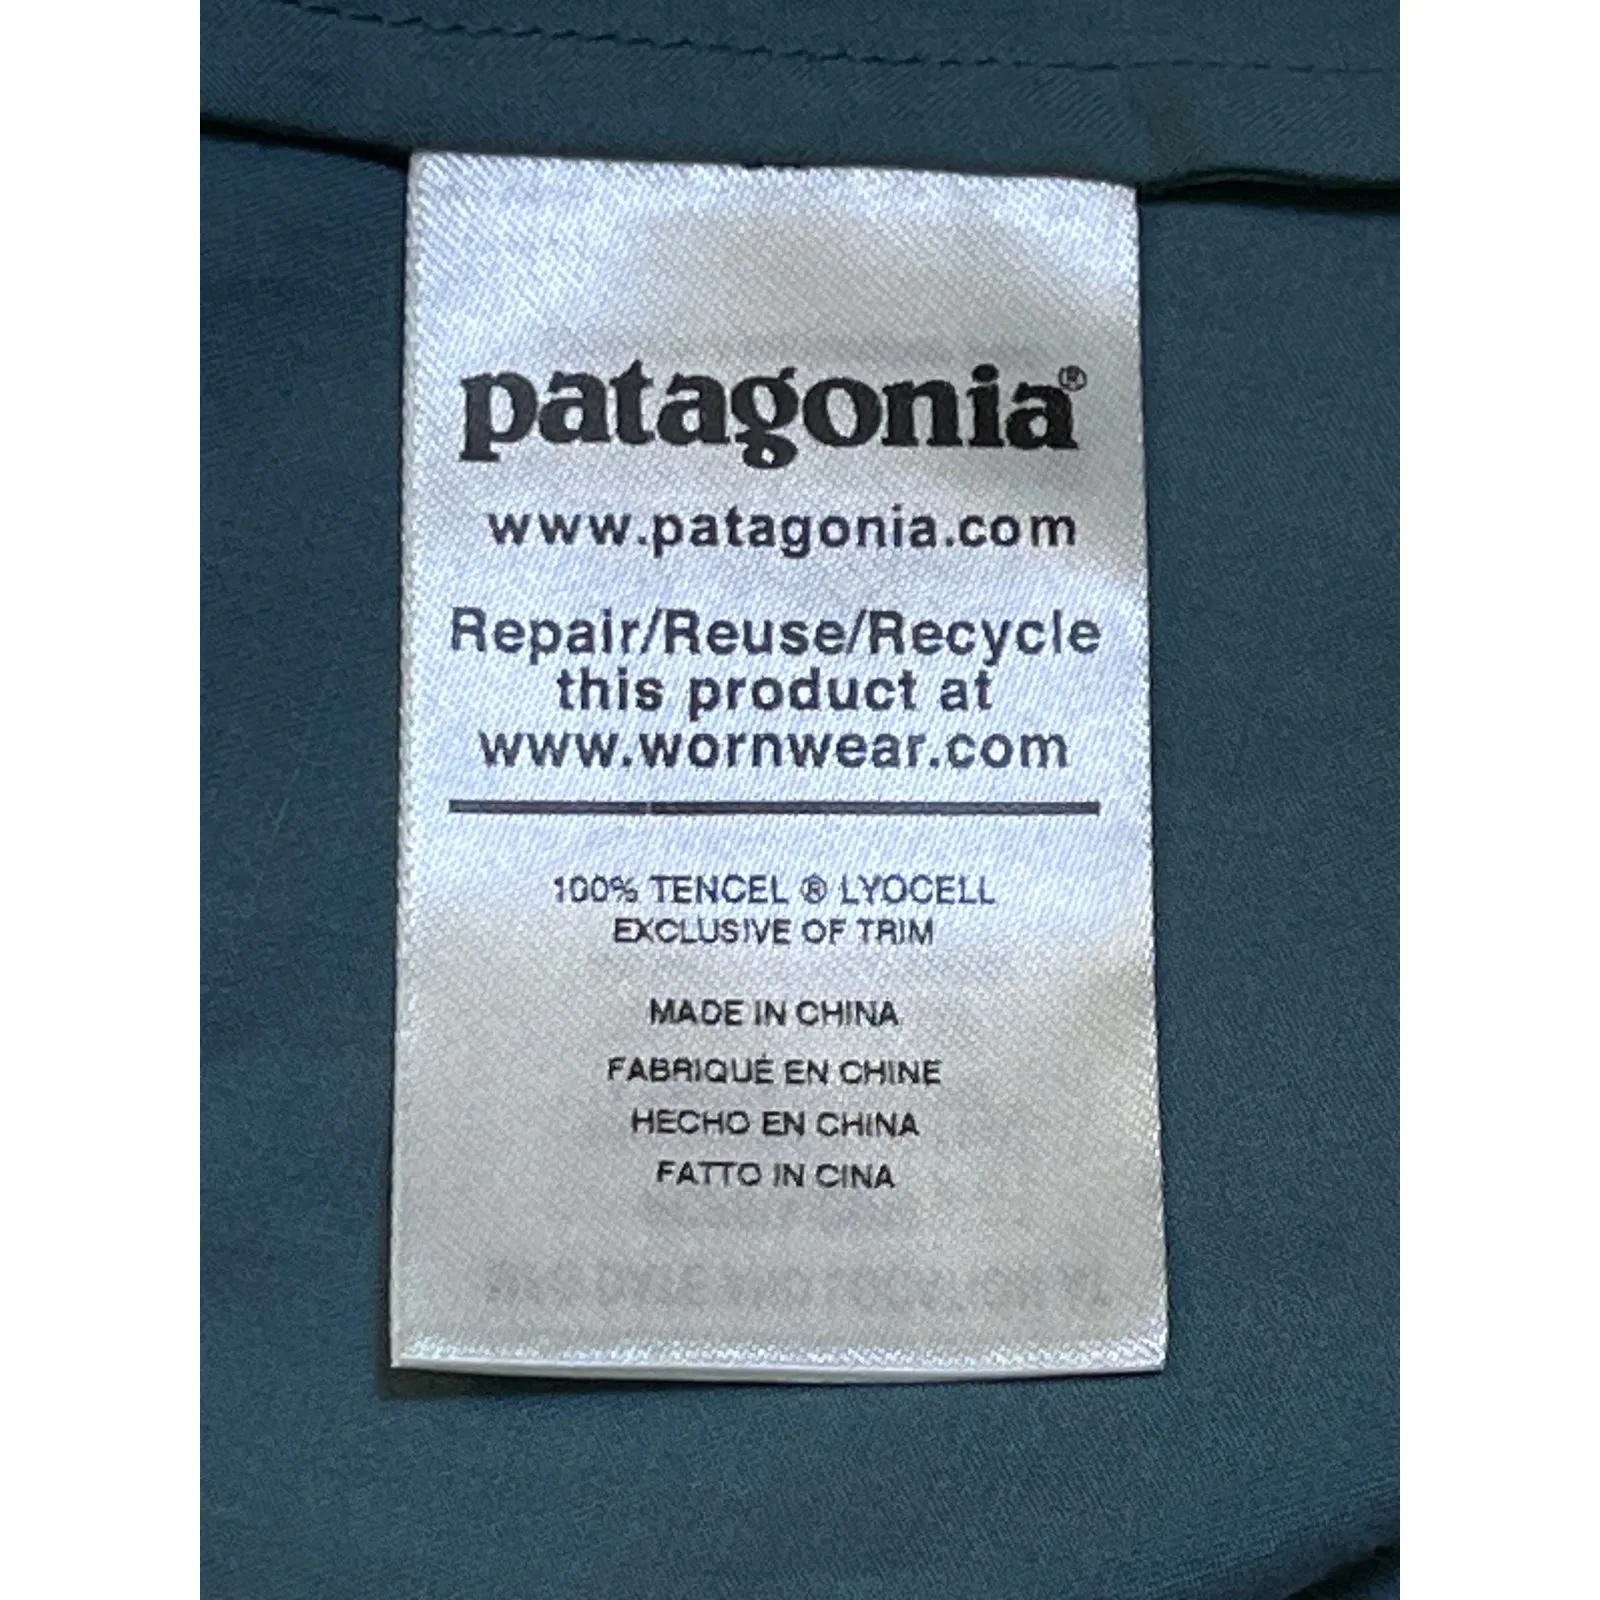 patagonia®
www.patagonia.com
Repair/Reuse/Recycle
this product at
www.wornwear.com
100% TENCEL ® LYOCELL
EXCLUSIVE OF TRIM
MADE IN CHINA
FABRIQUÉ EN CHINE
HECHO EN CHINA
FATTO IN CINA